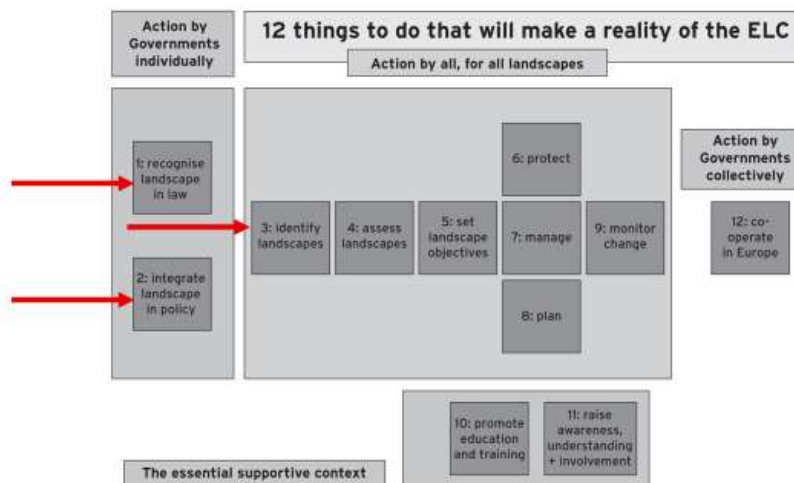 Action by
Governments
individually
12 things to do that will make a reality of the ELC
Action by all, for all landscapes
1: recognise
landscape
in law
2: integrate
landscape
in policy
3: identify
landscapes
4: assess
landscapes
5: set
landscape
objectives
6: protect
7: manage
8: plan
9: monitor
change
Action by
Governments
collectively
12: co-
operate
in Europe
10: promote
education
and training
11: raise
awareness,
understanding
+ involvement
The essential supportive context